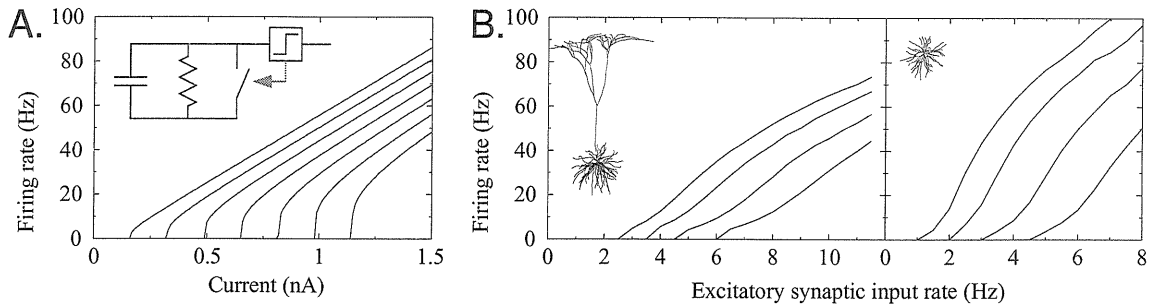 A.
Firing rate (Hz)
100
80
60
40
20
0
0
0.5
1
1.5
Current (nA)
B.
Firing rate (Hz)
100
80
60
40
20
0
0 2 4 6 8 10
0 2 4 6 8
Excitatory synaptic input rate (Hz)